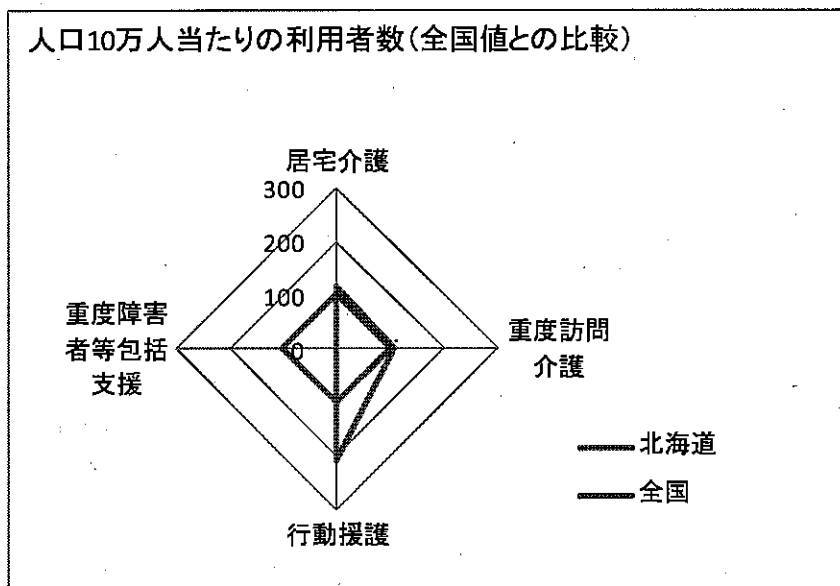 人口10万人当たりの利用者数(全国値との比較)
居宅介護
300
200
100
0
重度障害
者等包括
支援
重度訪問
介護
行動援護
北海道
全国